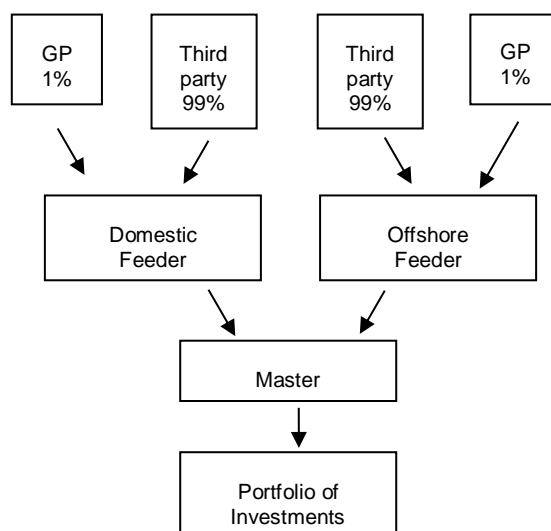 GP
1%
Third
party
99%
Third
party
99%
GP
1%
Domestic
Feeder
Offshore
Feeder
Master
Portfolio of
Investments